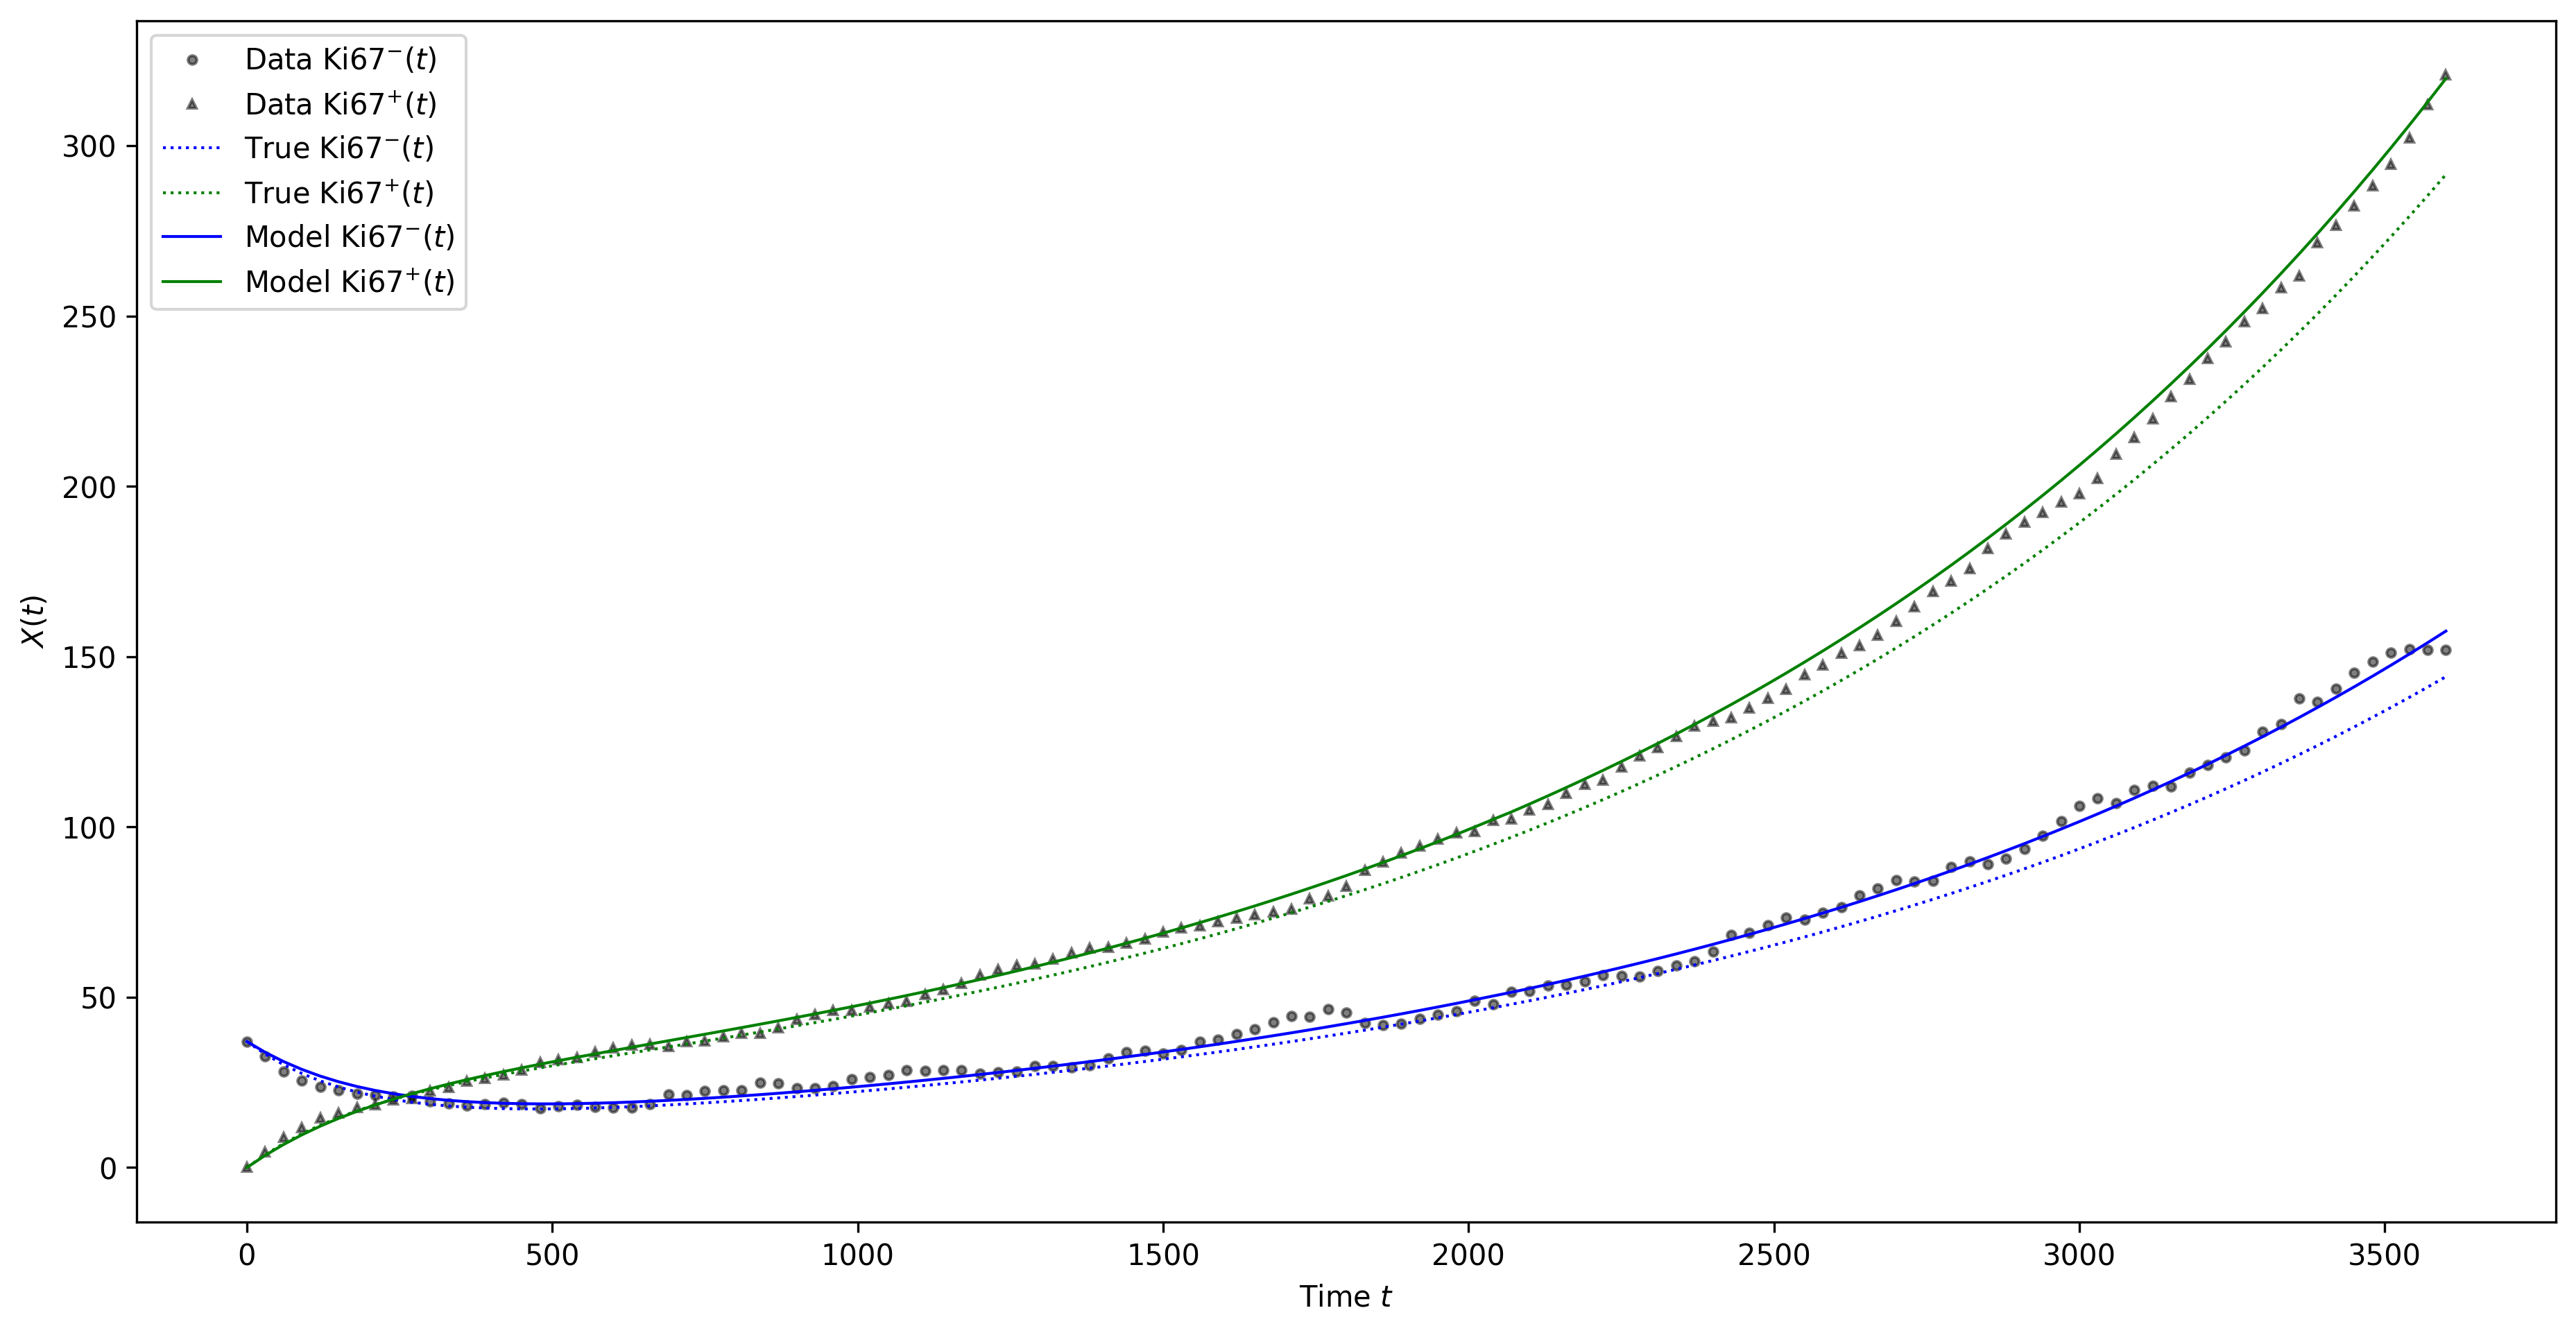 Data Ki67⁻(t)
Data Ki67⁺(t)
True Ki67⁻(t)
True Ki67⁺(t)
Model Ki67⁻(t)
Model Ki67⁺(t)
300
250
200
150
100
50
0
X(t)
0 500 1000 1500 2000 2500 3000 3500
Time t